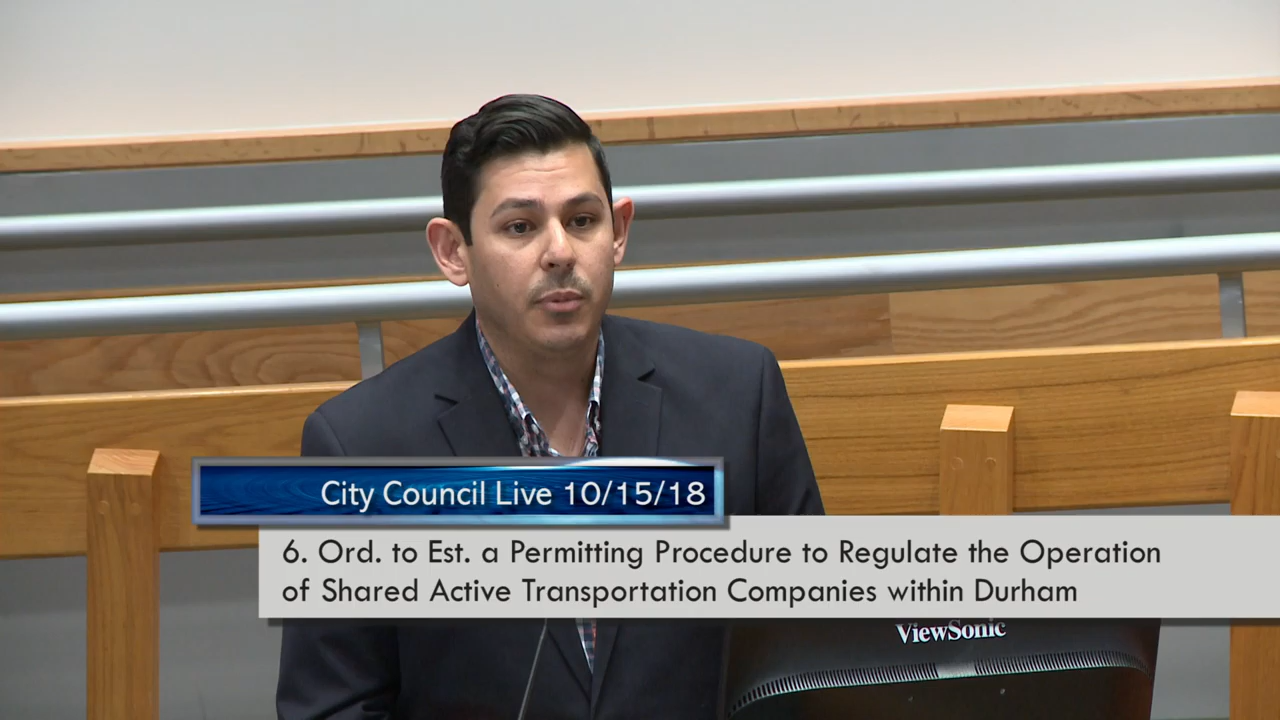 City Council Live 10/15/18
6. Ord. to Est. a Permitting Procedure to Regulate the Operation
of Shared Active Transportation Companies within Durham
ViewSonic